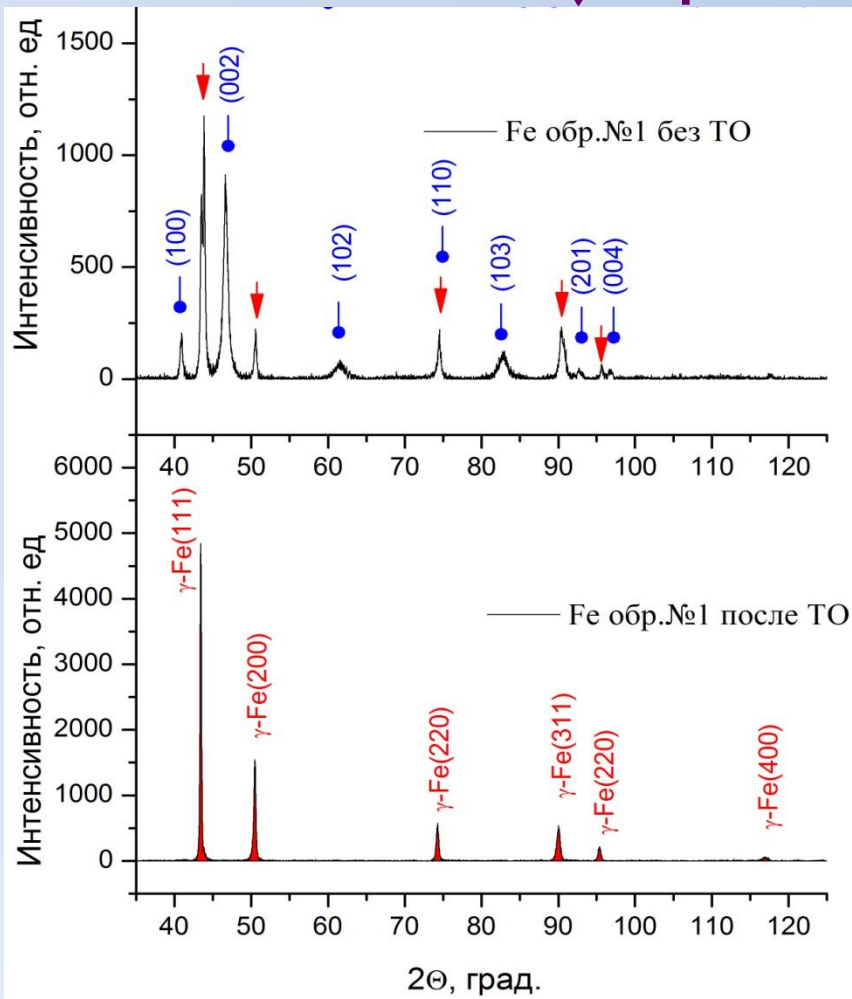 Интенсивность, отн. ед
1500
1000
500
0
(100)
(002)
(102)
(110)
(103)
(201)
(004)
Fe обр.№1 без ТО
40 50 60 70 80 90 100 110 120
Интенсивность, отн. ед
6000
5000
4000
3000
2000
1000
0
γ-Fe(111)
γ-Fe(200)
γ-Fe(220)
γ-Fe(311)
γ-Fe(220)
γ-Fe(400)
Fe обр.№1 после ТО
40 50 60 70 80 90 100 110 120
2Θ, град.